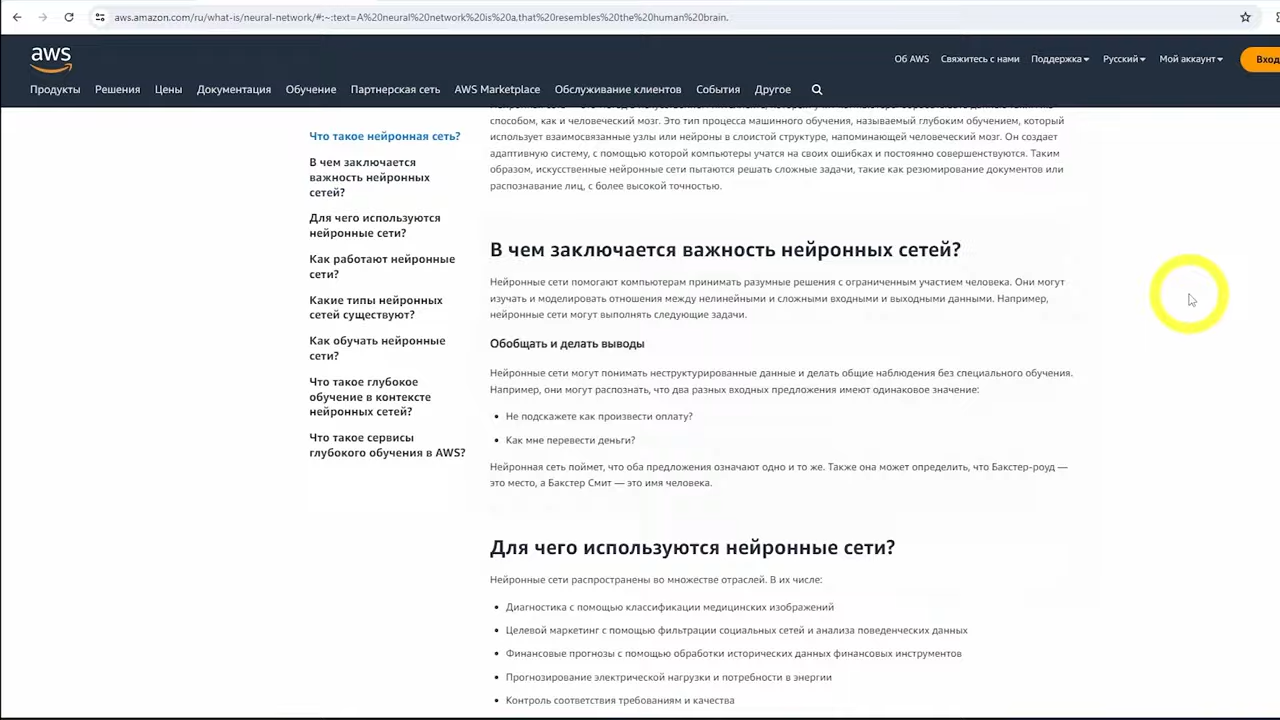 aws.amazon.com/ru/what-is/neural-network/#:~:text=A%20neural%20network%20is%20a,that%20resembles%20the%20human%20brain.
aws
Об AWS Свяжитесь с нами Поддержка Русский Мой аккаунт Вход
Продукты Решения Цены Документация Обучение Партнерская сеть AWS Marketplace Обслуживание клиентов События Другое
Что такое нейронная сеть?
В чем заключается
важность нейронных
сетей?
Для чего используются
нейронные сети?
Как работают нейронные
сети?
Какие типы нейронных
сетей существуют?
Как обучать нейронные
сети?
Что такое глубокое
обучение в контексте
нейронных сетей?
Что такое сервисы
глубокого обучения в AWS?
способом, как и человеческий мозг. Это тип процесса машинного обучения, называемый глубоким обучением, который
использует взаимосвязанные узлы или нейроны в слоистой структуре, напоминающей человеческий мозг. Он создает
адаптивную систему, с помощью которой компьютеры учатся на своих ошибках и постоянно совершенствуются. Таким
образом, искусственные нейронные сети пытаются решать сложные задачи, такие как резюмирование документов или
распознавание лиц, с более высокой точностью.
В чем заключается важность нейронных сетей?
Нейронные сети помогают компьютерам принимать разумные решения с ограниченным участием человека. Они могут
изучать и моделировать отношения между нелинейными и сложными входными и выходными данными. Например,
нейронные сети могут выполнять следующие задачи.
Обобщать и делать выводы
Нейронные сети могут понимать неструктурированные данные и делать общие наблюдения без специального обучения.
Например, они могут распознать, что два разных входных предложения имеют одинаковое значение:
• Не подскажете как произвести оплату?
• Как мне перевести деньги?
Нейронная сеть поймет, что оба предложения означают одно и то же. Также она может определить, что Бакстер-роуд —
это место, а Бакстер Смит — это имя человека.
Для чего используются нейронные сети?
Нейронные сети распространены во множестве отраслей. В их числе:
• Диагностика с помощью классификации медицинских изображений
• Целевой маркетинг с помощью фильтрации социальных сетей и анализа поведенческих данных
• Финансовые прогнозы с помощью обработки исторических данных финансовых инструментов
• Прогнозирование электрической нагрузки и потребности в энергии
• Контроль соответствия требованиям и качества